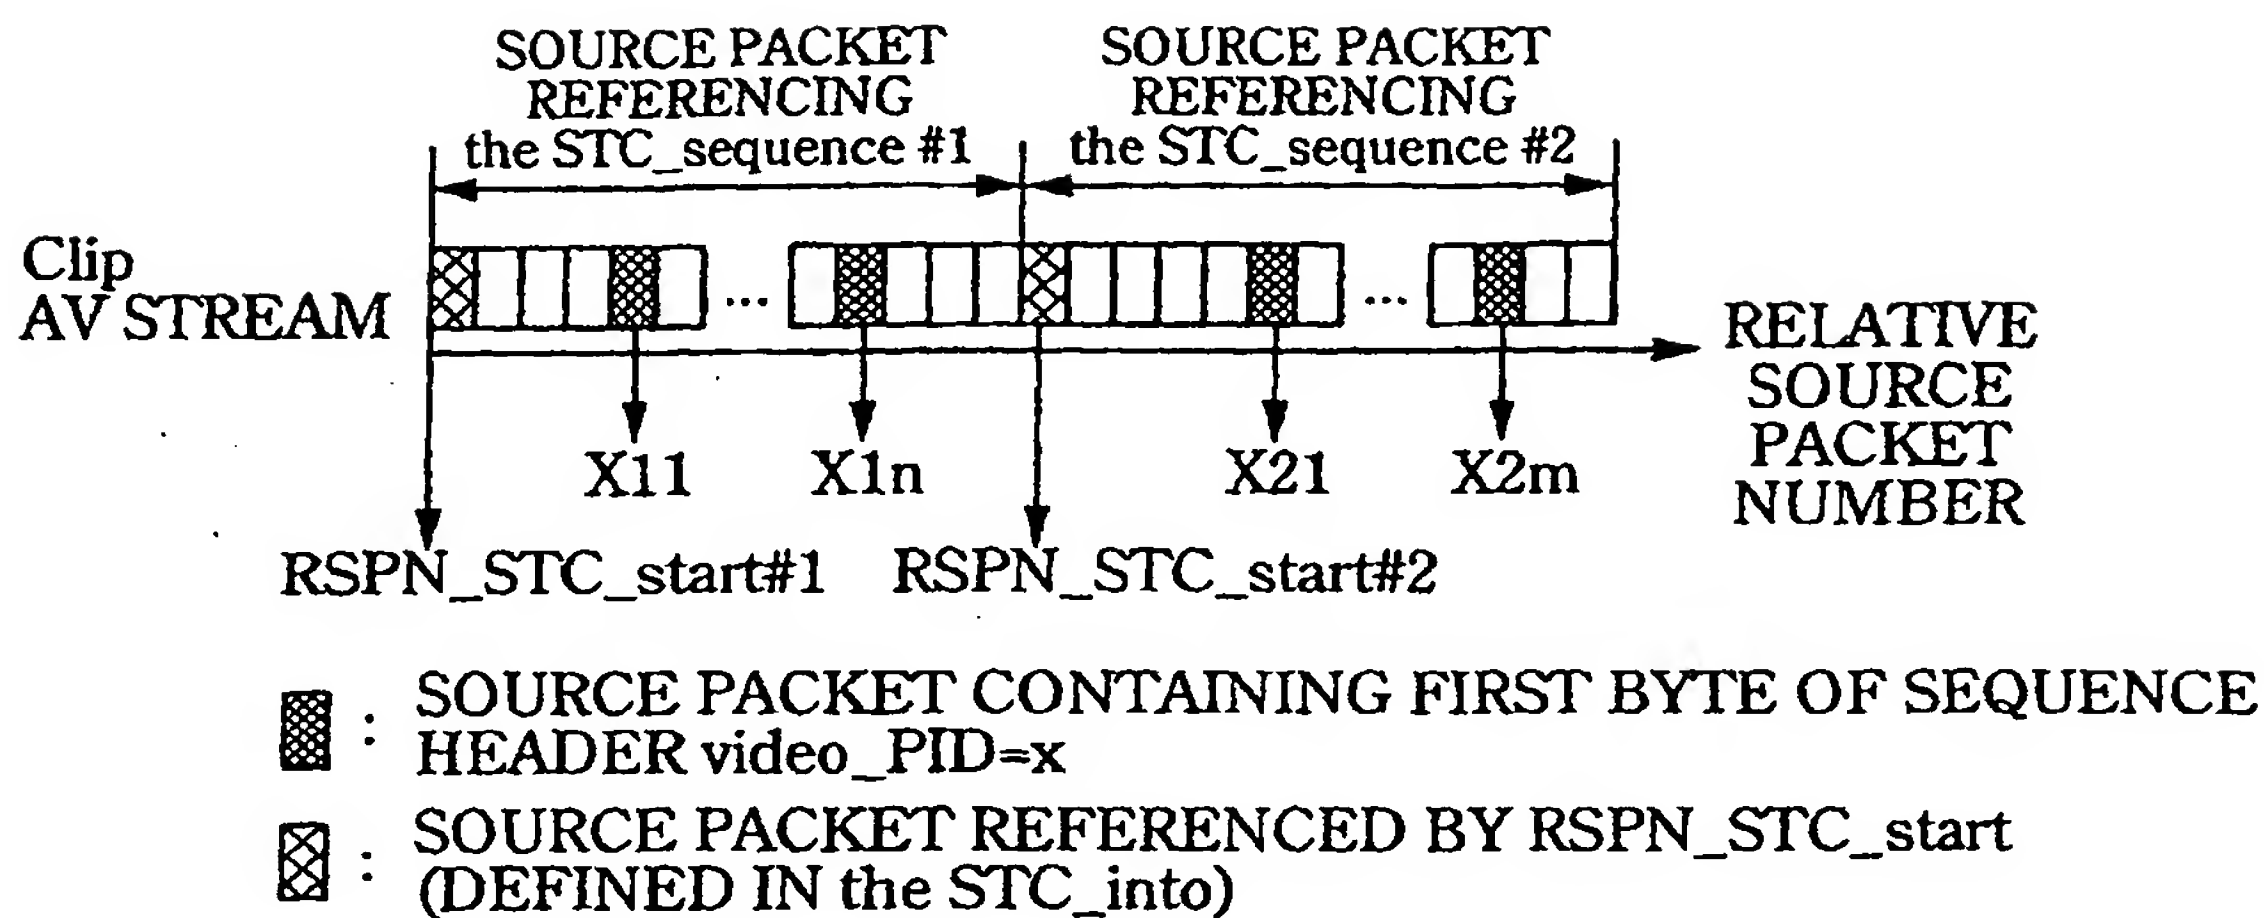 SOURCE PACKET
REFERENCING
the STC_sequence #1
SOURCE PACKET
REFERENCING
the STC_sequence #2
Clip
AV STREAM
...
...
RELATIVE
SOURCE
PACKET
NUMBER
X11
X1n
X21
X2m
RSPN_STC_start#1
RSPN_STC_start#2
: SOURCE PACKET CONTAINING FIRST BYTE OF SEQUENCE
HEADER video_PID=x
: SOURCE PACKET REFERENCED BY RSPN_STC_start
(DEFINED IN the STC_into)